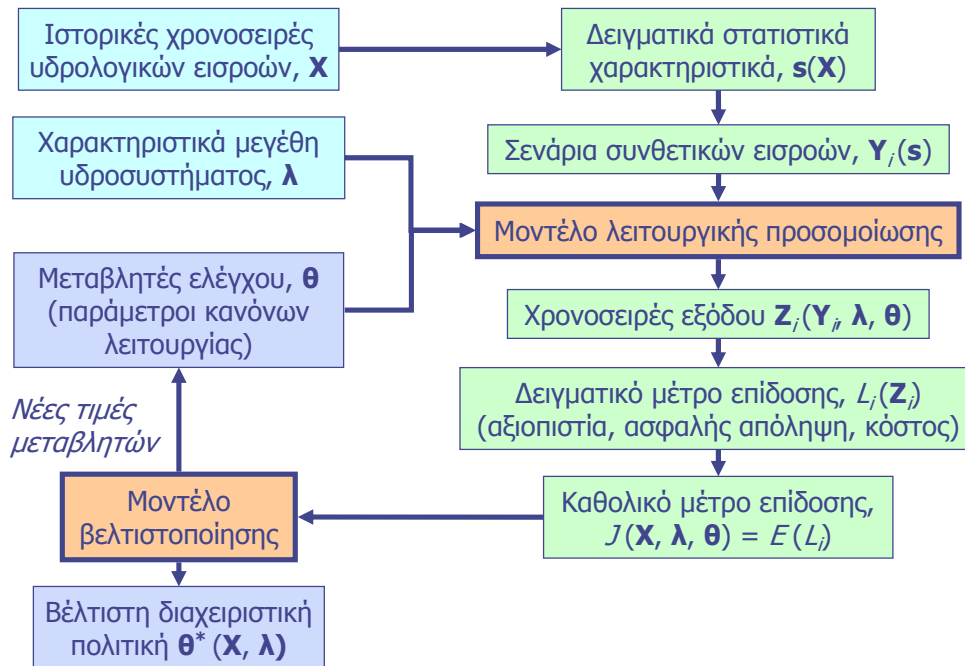 Ιστορικές χρονοσειρές
υδρολογικών εισροών, X
Δειγματικά στατιστικά
χαρακτηριστικά, s(X)
Χαρακτηριστικά μεγέθη
υδροσυστήματος, λ
Σενάρια συνθετικών εισροών, Yi(s)
Μοντέλο λειτουργικής προσομοίωσης
Μεταβλητές ελέγχου, θ
(παράμετροι κανόνων
λειτουργίας)
Χρονοσειρές εξόδου Zi(Yi, λ, θ)
Δειγματικό μέτρο επίδοσης, Li(Zi)
(αξιοπιστία, ασφαλής απόληψη, κόστος)
Νέες τιμές
μεταβλητών
Μοντέλο
βελτιστοποίησης
Καθολικό μέτρο επίδοσης,
J(X, λ, θ) = E(Li)
Βέλτιστη διαχειριστική
πολιτική θ*(X, λ)